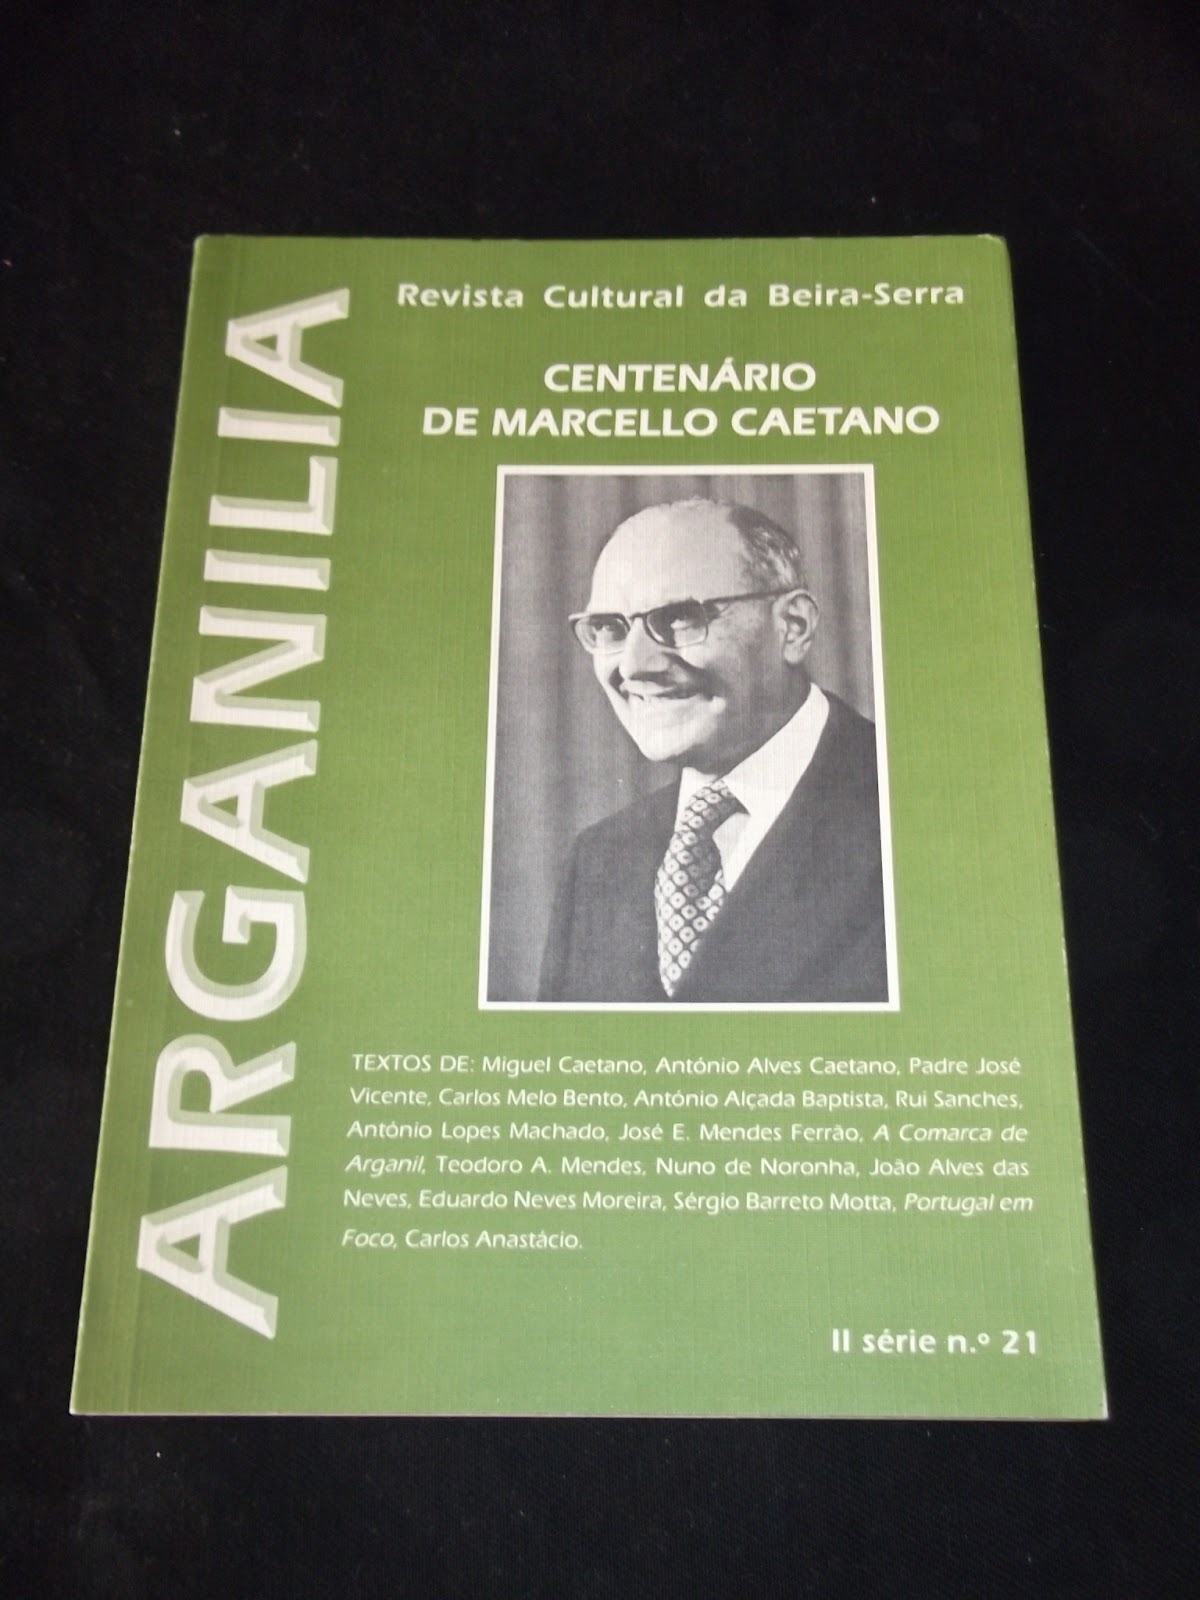 ARGANILIA
Revista Cultural da Beira-Serra
CENTENÁRIO
DE MARCELLO CAETANO
TEXTOS DE: Miguel Caetano, António Alves Caetano, Padre José
Vicente, Carlos Melo Bento, António Alçada Baptista, Rui Sanches,
António Lopes Machado, José E. Mendes Ferrão, A Comarca de
Arganil, Teodoro A. Mendes, Nuno de Noronha, João Alves das
Neves, Eduardo Neves Moreira, Sérgio Barreto Motta, Portugal em
Foco, Carlos Anastácio.
II série n.º 21